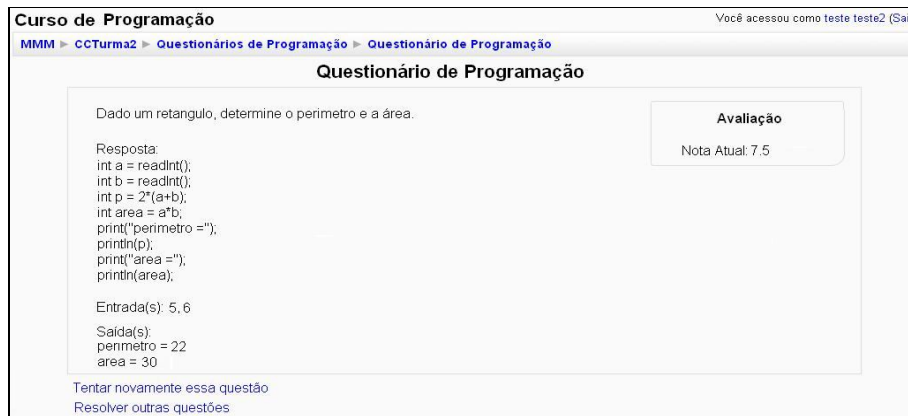 Curso de Programação
Você acessou como teste teste2 (Sai
MMM ► CCTurma2 ► Questionários de Programação ► Questionário de Programação
Questionário de Programação
Dado um retangulo, determine o perimetro e a área.
Avaliação
Nota Atual: 7.5
Resposta:
int a = readInt();
int b = readInt();
int p = 2*(a+b);
int area = a*b;
print("perimetro =");
println(p);
print("area =");
println(area);
Entrada(s): 5, 6
Saída(s):
perimetro = 22
area = 30
Tentar novamente essa questão
Resolver outras questões